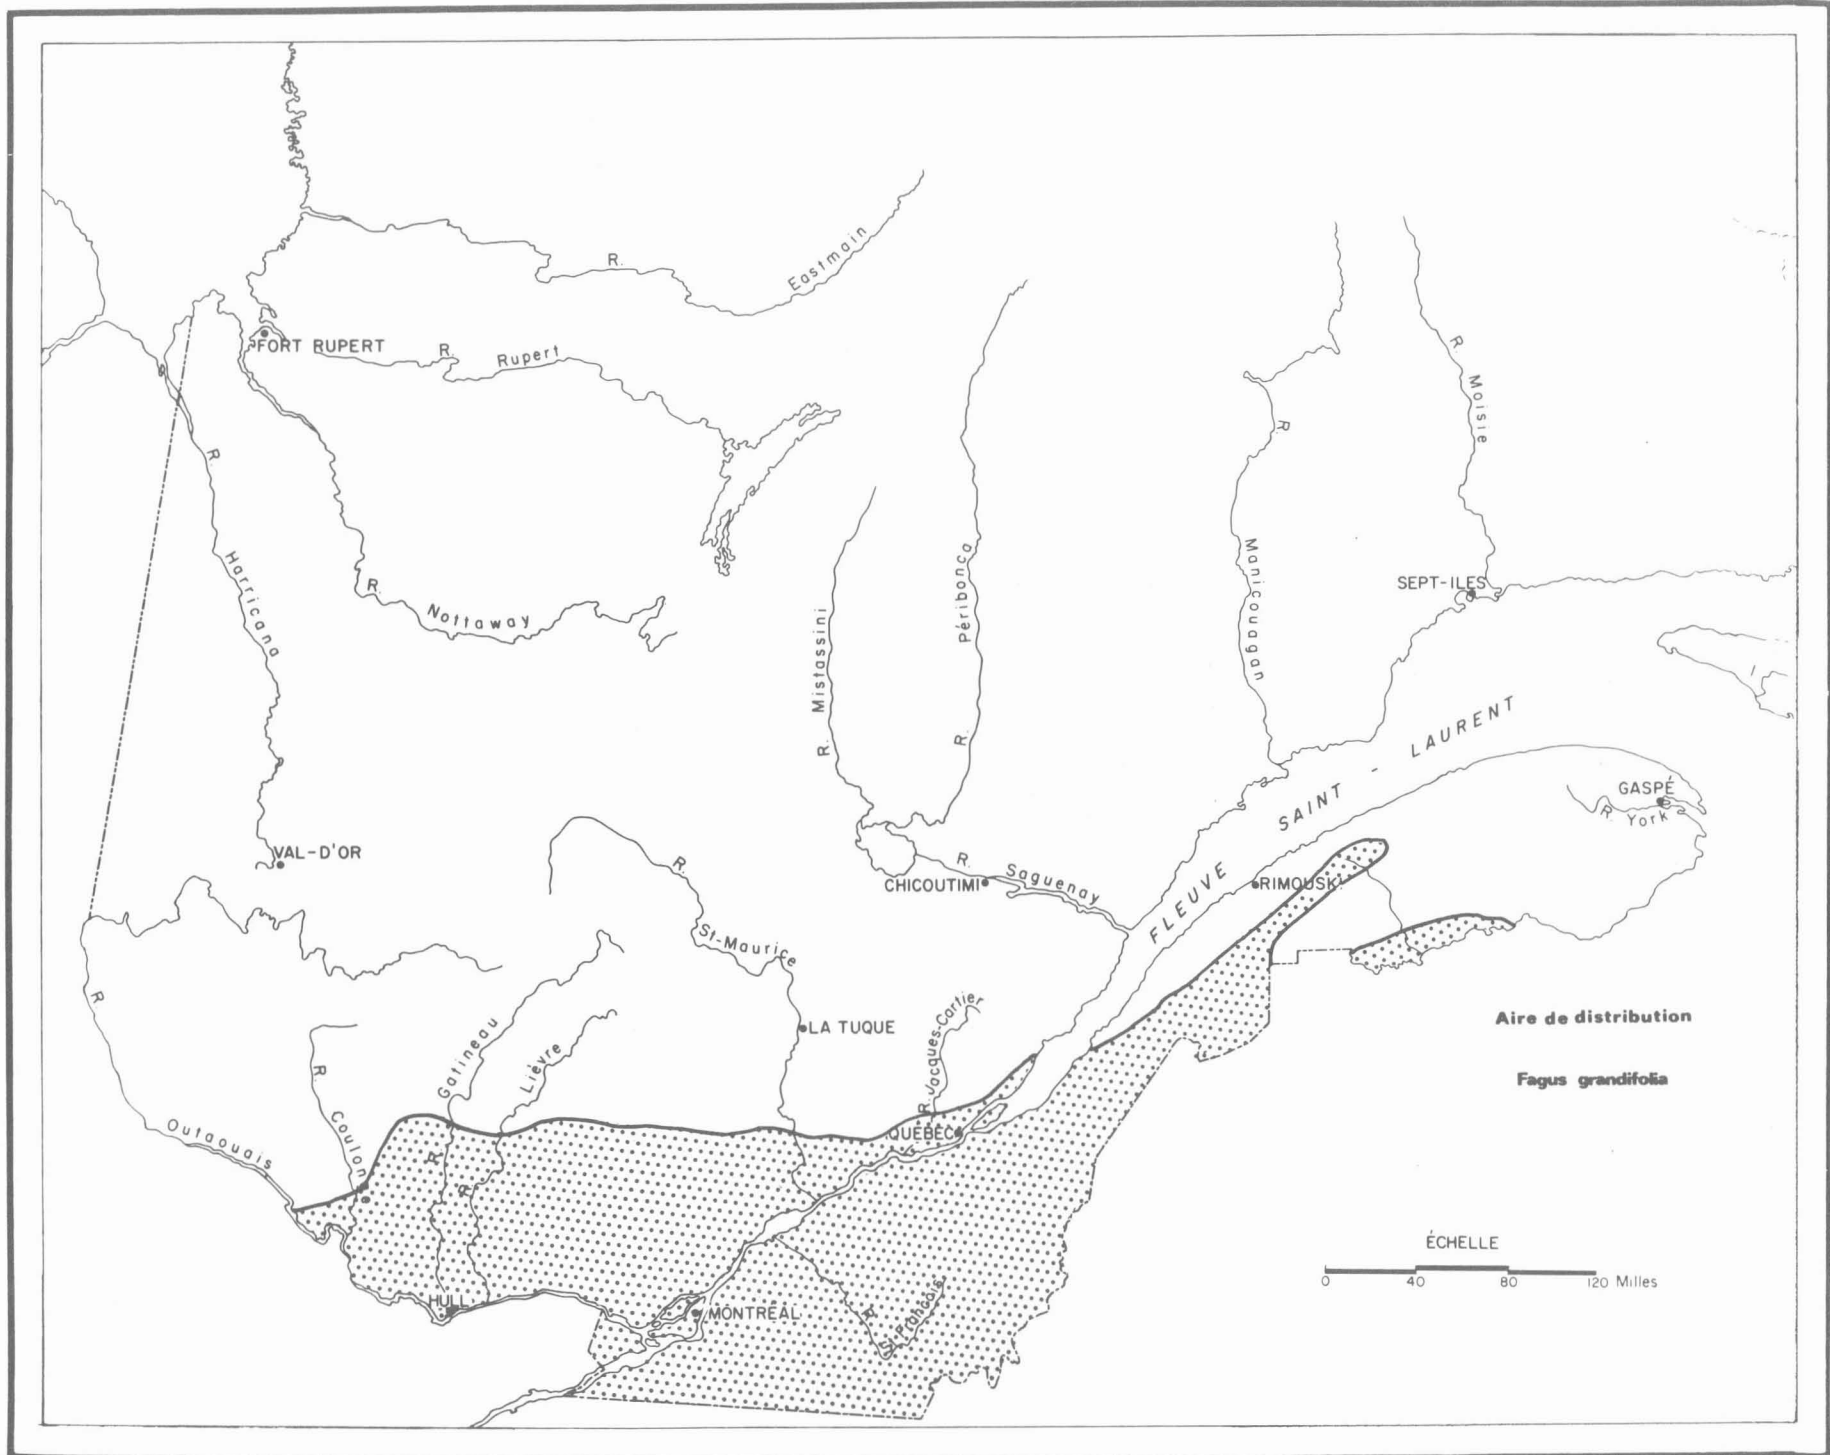 R. Eastmain
FORT RUPERT
R. Rupert
R. Moisie
R. Manicouagan
R. Harricana
R. Nottaway
R. Mistassini
R. Péribonca
SEPT-ILES
FLEUVE SAINT - LAURENT
GASPÉ
R. York
VAL-D'OR
R. St-Maurice
CHICOUTIMI
R. Saguenay
RIMOUSKI
R. Outaouais
R. Coulonge
R. Gatineau
R. Lièvre
LA TUQUE
R. Jacques-Cartier
QUÉBEC
Aire de distribution
Fagus grandifolia
HULL
MONTRÉAL
R. St-François
ÉCHELLE
0 40 80 120 Milles